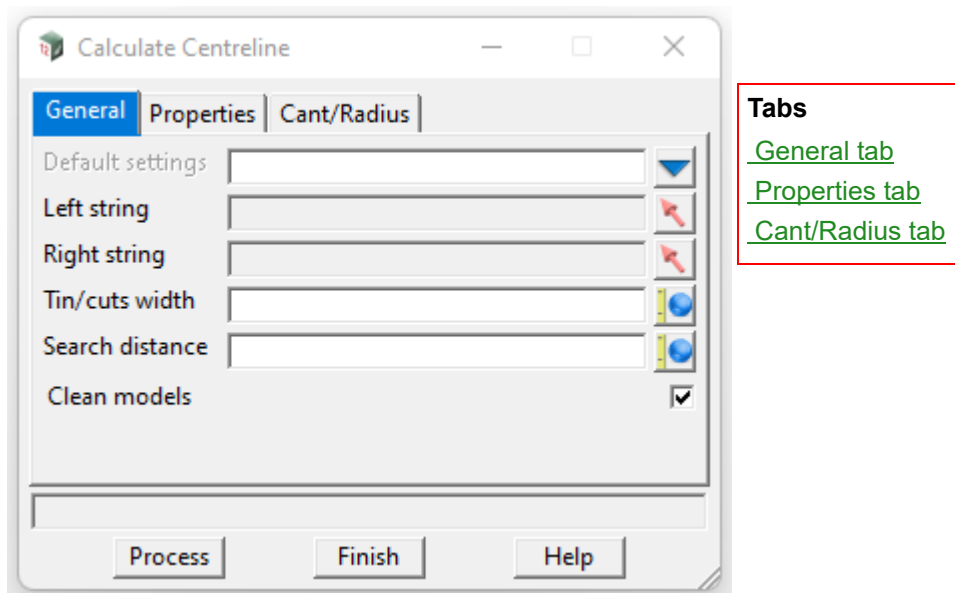 Calculate Centreline
General Properties Cant/Radius
Default settings
Left string
Right string
Tin/cuts width
Search distance
Clean models
Process Finish Help
Tabs
General tab
Properties tab
Cant/Radius tab